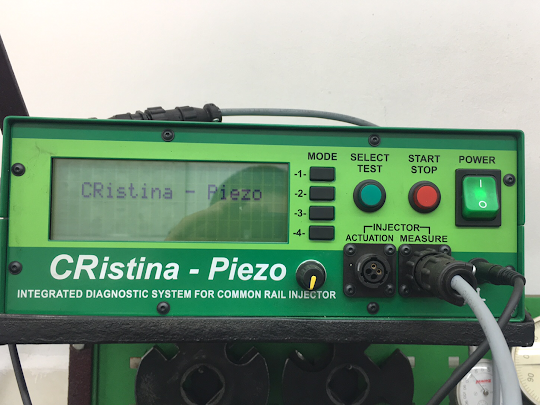 CRistina - Piezo
MODE
-1-
-2-
-3-
-4-
SELECT
TEST
START
STOP
POWER
I
O
INJECTOR
ACTUATION MEASURE
CRistina - Piezo
INTEGRATED DIAGNOSTIC SYSTEM FOR COMMON RAIL INJECTOR